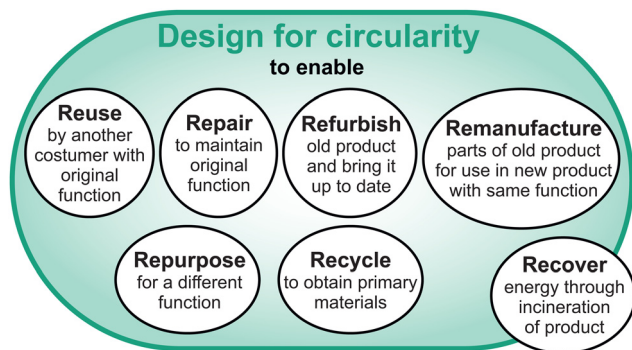 Design for circularity
to enable
Reuse
by another
costumer with
original
function
Repair
to maintain
original
function
Refurbish
old product
and bring it
up to date
Remanufacture
parts of old product
for use in new product
with same function
Repurpose
for a different
function
Recycle
to obtain primary
materials
Recover
energy through
incineration
of product